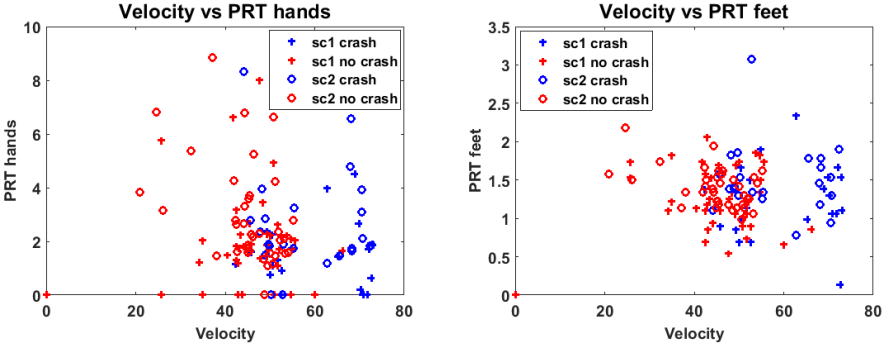 Velocity vs PRT hands
10
8
6
4
2
0
0 20 40 60 80
PRT hands
Velocity
sc1 crash
sc1 no crash
sc2 crash
sc2 no crash
Velocity vs PRT feet
3.5
3
2.5
2
1.5
1
0.5
0
0 20 40 60 80
PRT feet
Velocity
sc1 crash
sc1 no crash
sc2 crash
sc2 no crash